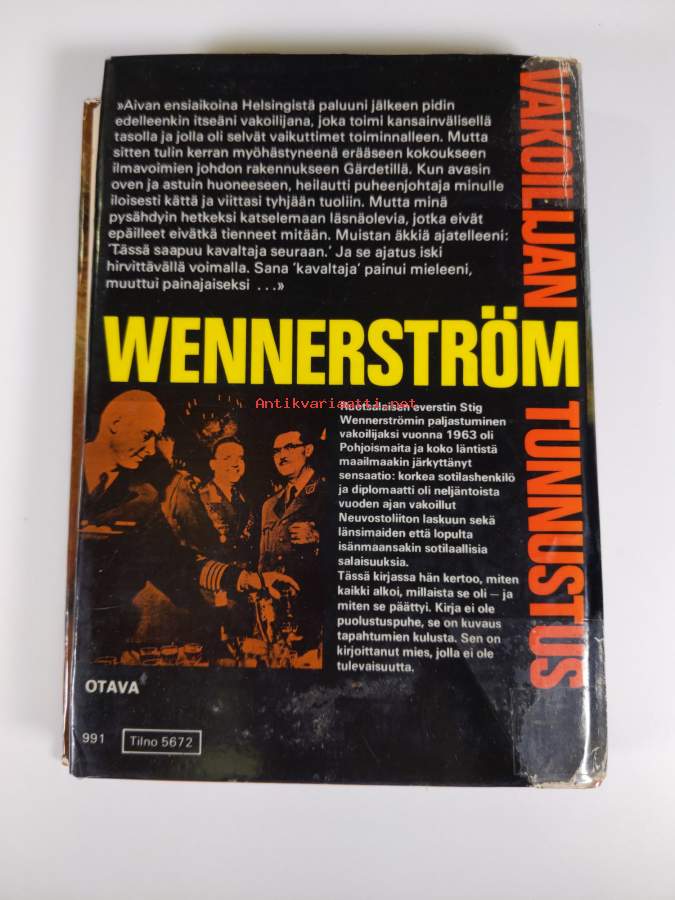 »Aivan ensiaikoina Helsingistä paluuni jälkeen pidin
edelleenkin itseäni vakoilijana, joka toimi kansainvälisellä
tasolla ja jolla oli selvät vaikuttimet toiminnalleen. Mutta
sitten tulin kerran myöhästyneenä erääseen kokoukseen
ilmavoimien johdon rakennukseen Gärdetillä. Kun avasin
oven ja astuin huoneeseen, heilautti puheenjohtaja minulle
iloisesti kättä ja viittasi tyhjään tuoliin. Mutta minä
pysähdyin hetkeksi katselemaan läsnäolevia, jotka eivät
epäilleet eivätkä tienneet mitään. Muistan äkkiä ajatelleeni:
'Tässä saapuu kavaltaja seuraan.' Ja se ajatus iski
hirvittävällä voimalla. Sana 'kavaltaja' painui mieleeni,
muuttui painajaiseksi ...»
VAKOILIJAN TUNNUSTUS
WENNERSTRÖM
Antikvariaatti.net
Ruotsalaisen everstin Stig
Wennerströmin paljastuminen
vakoilijaksi vuonna 1963 oli
Pohjoismaita ja koko läntistä
maailmaakin järkyttänyt
sensaatio: korkea sotilashenkilö
ja diplomaatti oli neljäntoista
vuoden ajan vakoillut
Neuvostoliiton laskuun sekä
länsimaiden että lopulta
isänmaansakin sotilaallisia
salaisuuksia.
Tässä kirjassa hän kertoo, miten
kaikki alkoi, millaista se oli — ja
miten se päättyi. Kirja ei ole
puolustuspuhe, se on kuvaus
tapahtumien kulusta. Sen on
kirjoittanut mies, jolla ei ole
tulevaisuutta.
OTAVA
991 Tilno 5672